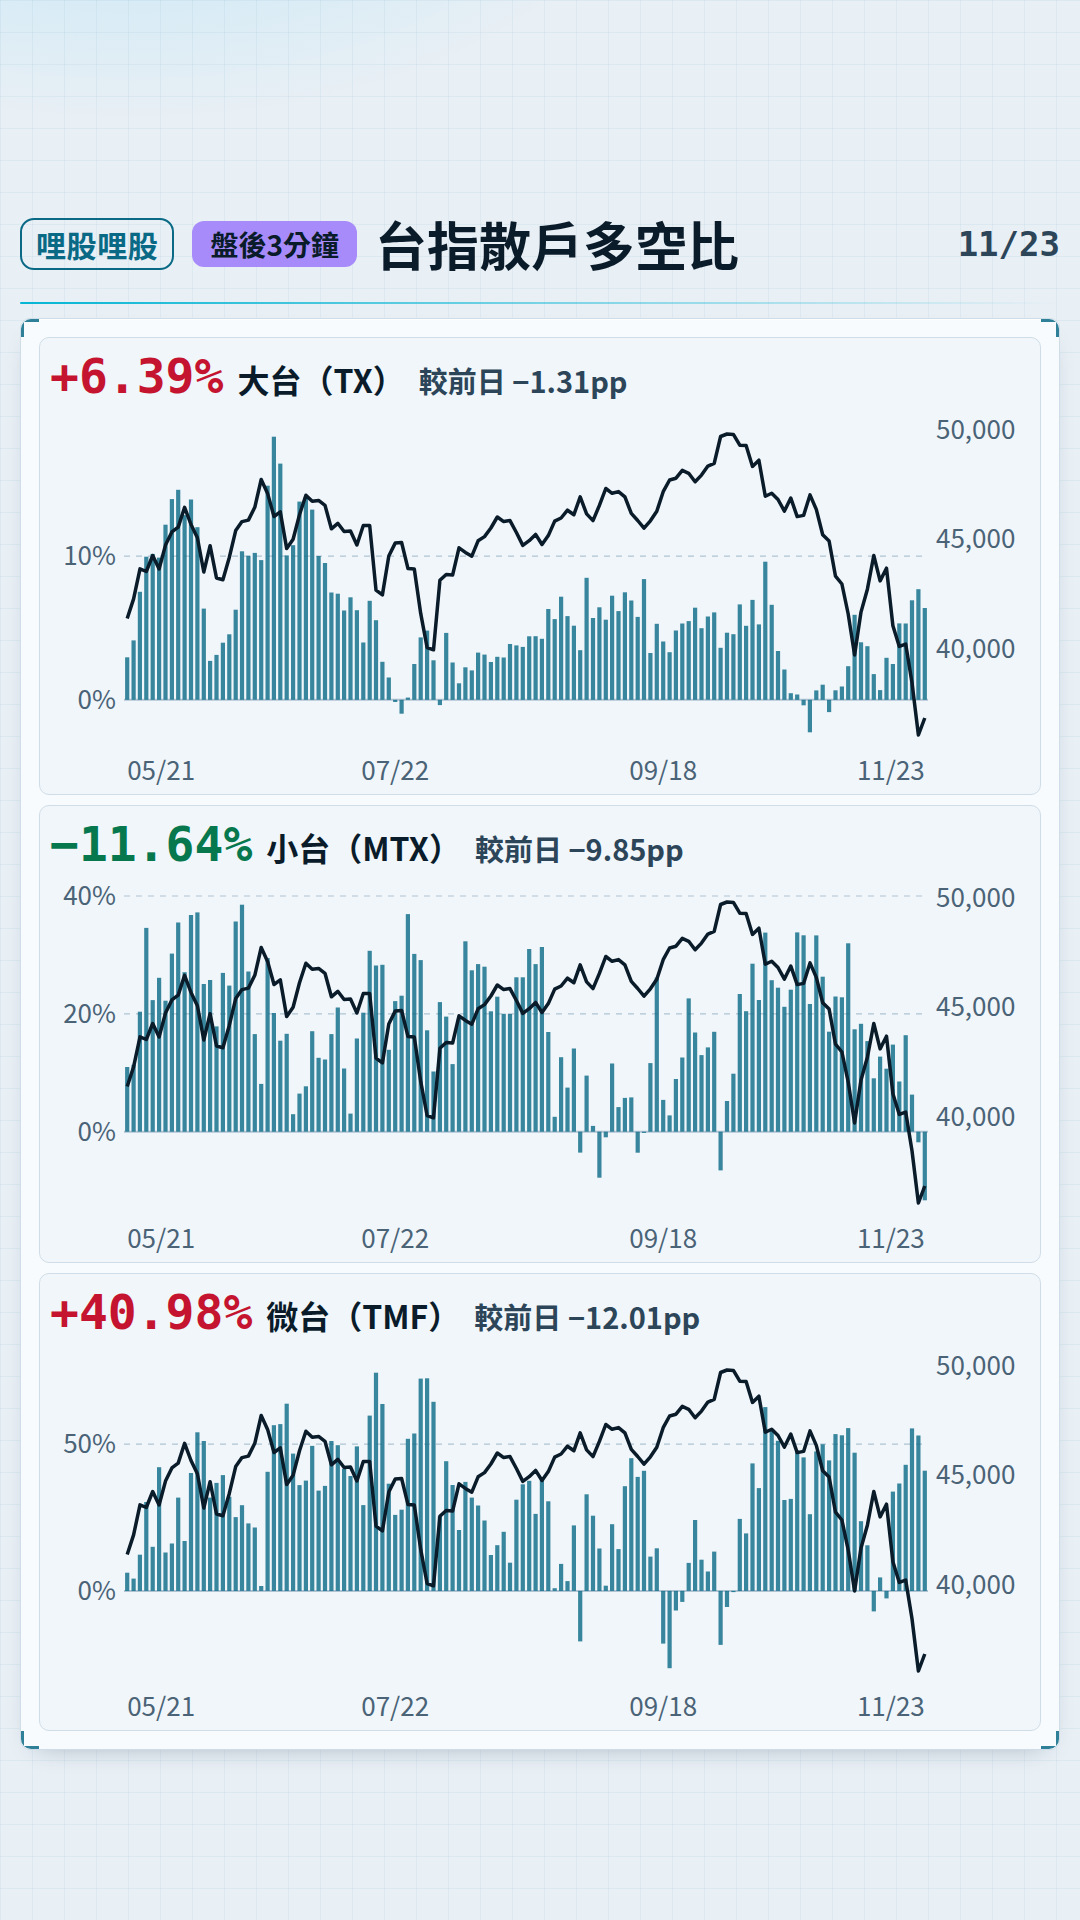 哩股哩股 盤後3分鐘 台指散戶多空比 11/23
+6.39% 大台（TX） 較前日 −1.31pp
50,000
45,000
40,000
10%
0%
05/21 07/22 09/18 11/23
−11.64% 小台（MTX） 較前日 −9.85pp
40%
20%
0%
50,000
45,000
40,000
05/21 07/22 09/18 11/23
+40.98% 微台（TMF） 較前日 −12.01pp
50%
0%
50,000
45,000
40,000
05/21 07/22 09/18 11/23